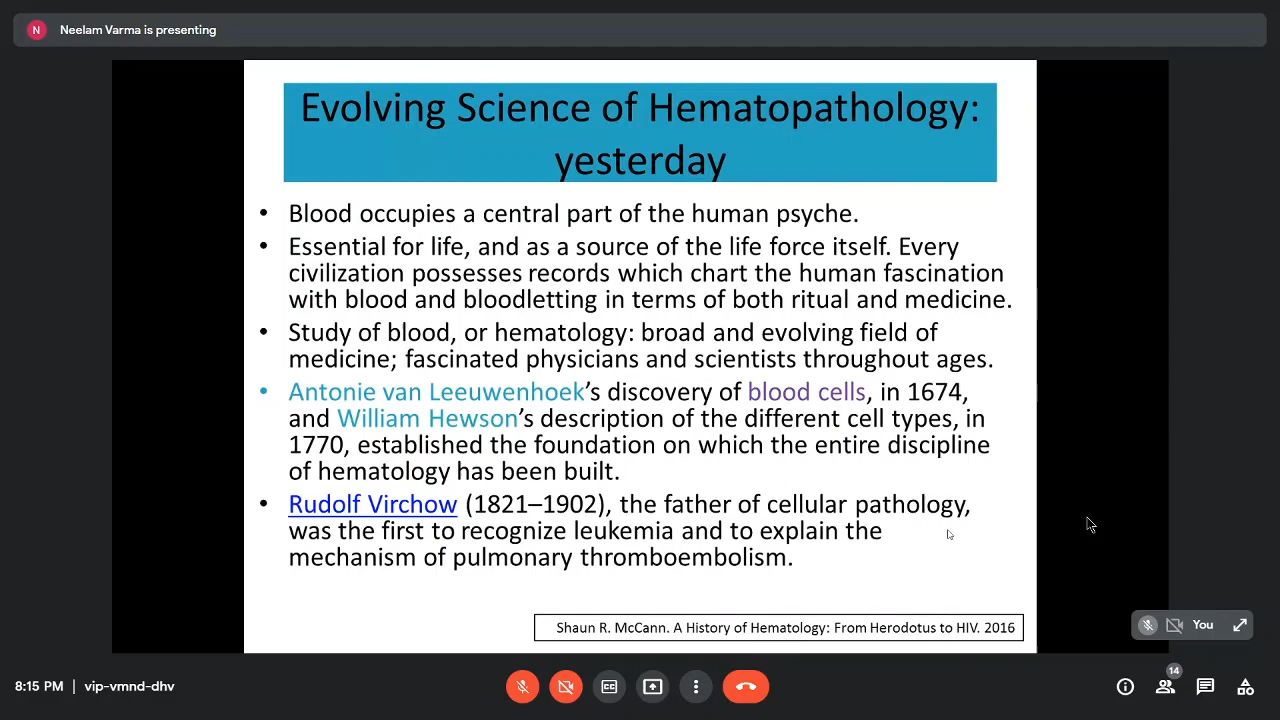 N Neelam Varma is presenting
Evolving Science of Hematopathology:
yesterday
• Blood occupies a central part of the human psyche.
• Essential for life, and as a source of the life force itself. Every
civilization possesses records which chart the human fascination
with blood and bloodletting in terms of both ritual and medicine.
• Study of blood, or hematology: broad and evolving field of
medicine; fascinated physicians and scientists throughout ages.
• Antonie van Leeuwenhoek’s discovery of blood cells, in 1674,
and William Hewson’s description of the different cell types, in
1770, established the foundation on which the entire discipline
of hematology has been built.
• Rudolf Virchow (1821–1902), the father of cellular pathology,
was the first to recognize leukemia and to explain the
mechanism of pulmonary thromboembolism.
Shaun R. McCann. A History of Hematology: From Herodotus to HIV. 2016
You
8:15 PM | vip-vmnd-dhv
14